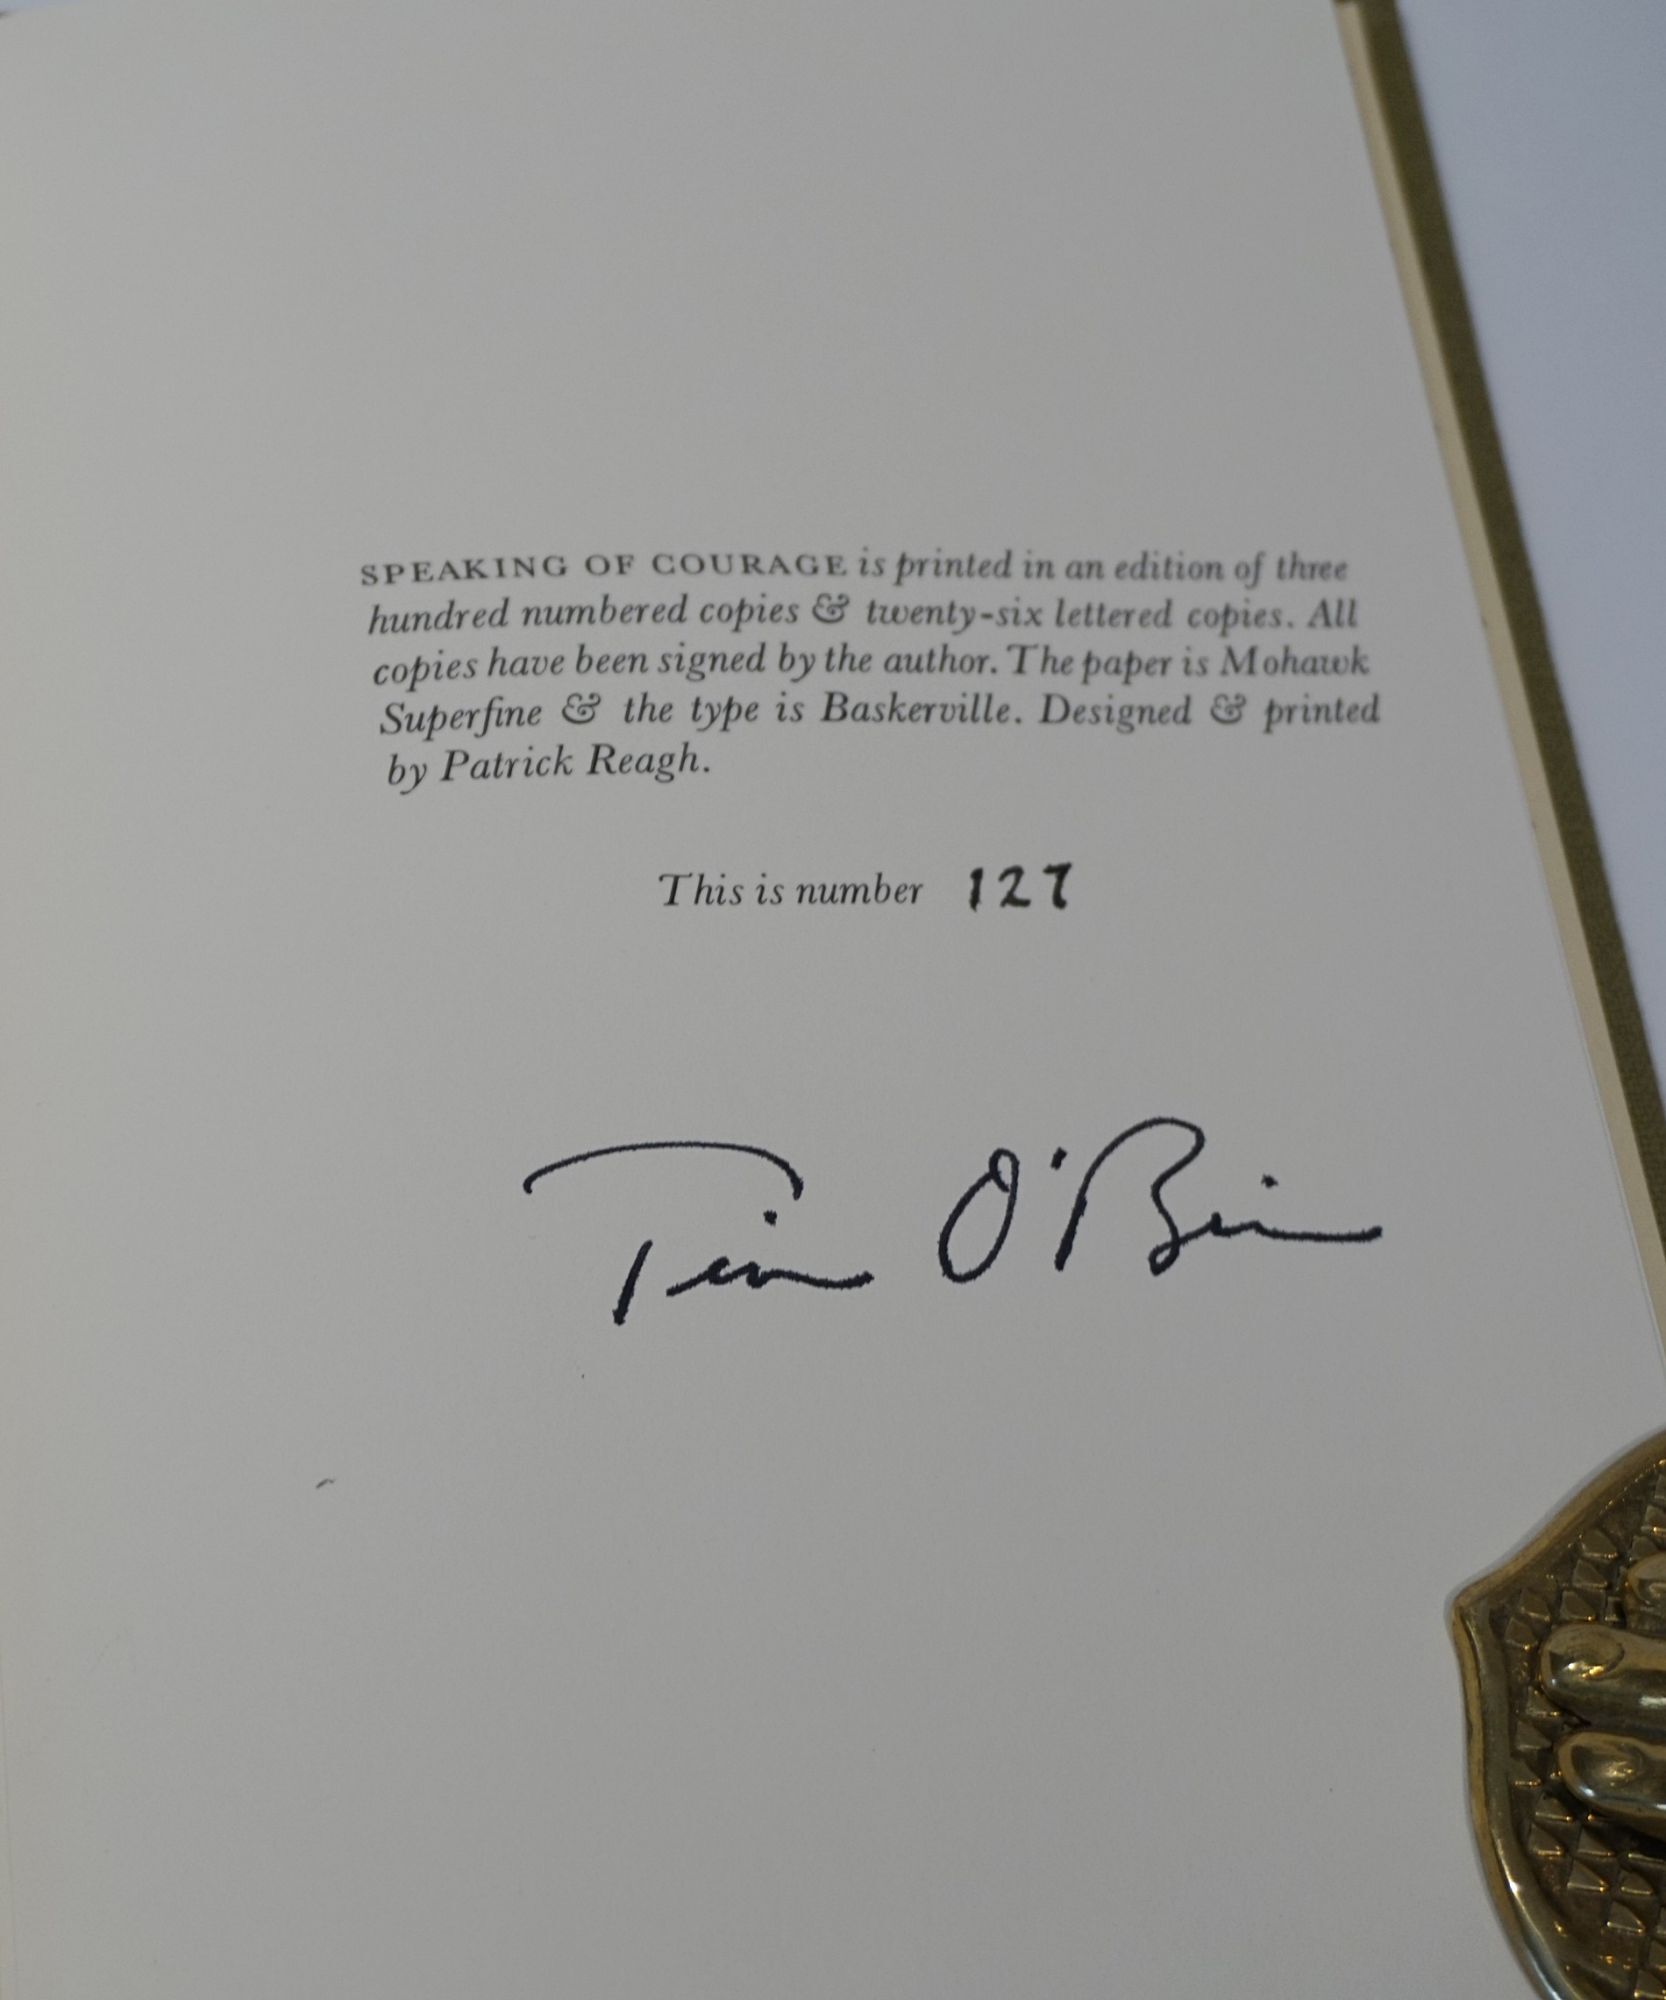 SPEAKING OF COURAGE is printed in an edition of three
hundred numbered copies & twenty-six lettered copies. All
copies have been signed by the author. The paper is Mohawk
Superfine & the type is Baskerville. Designed & printed
by Patrick Reagh.
This is number 127
Tim O'Brien